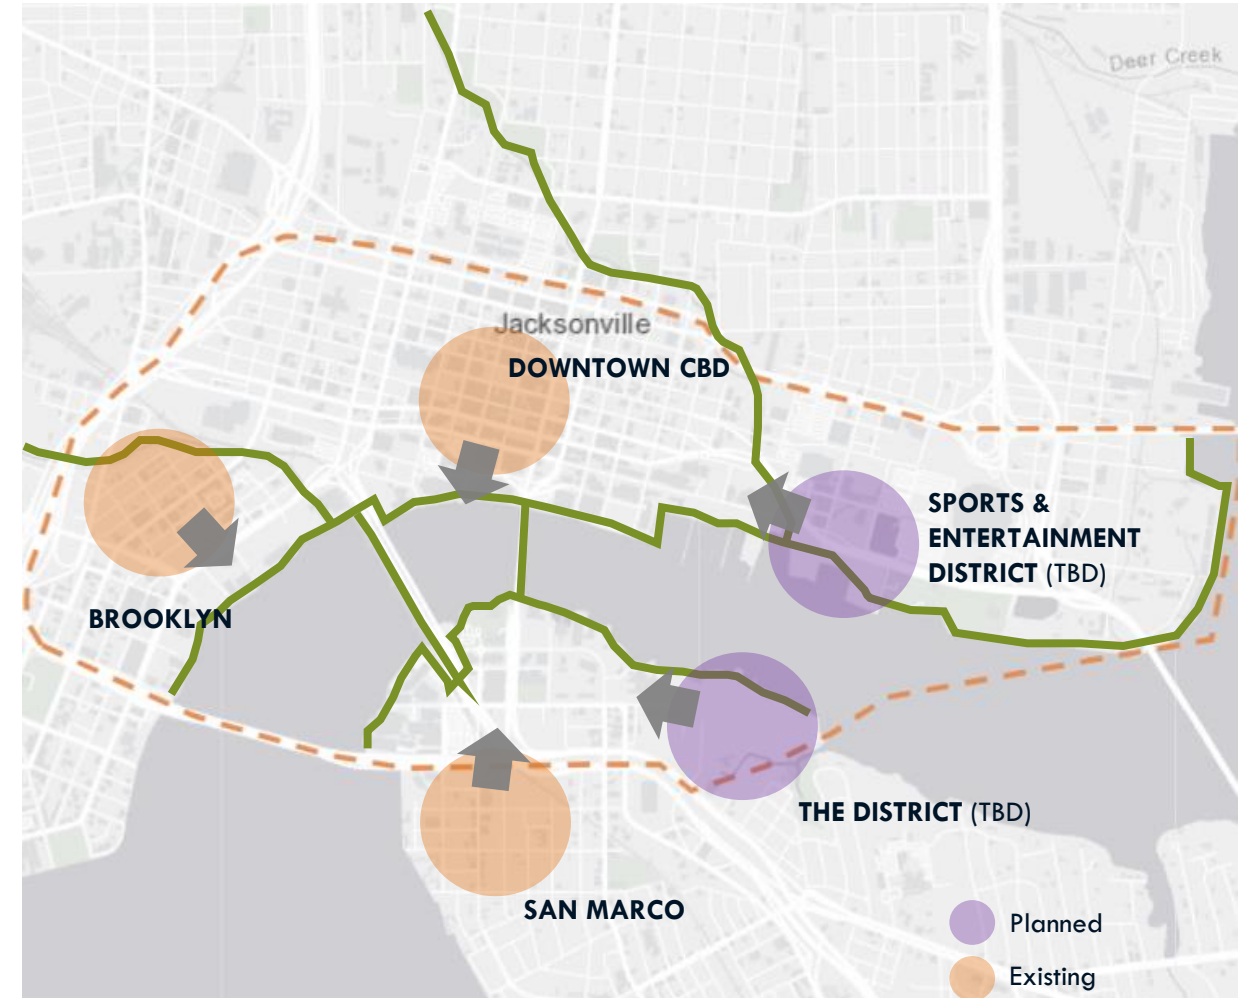 Deer Creek
Jacksonville
DOWNTOWN CBD
SPORTS &
ENTERTAINMENT
DISTRICT (TBD)
BROOKLYN
THE DISTRICT (TBD)
SAN MARCO
Planned
Existing